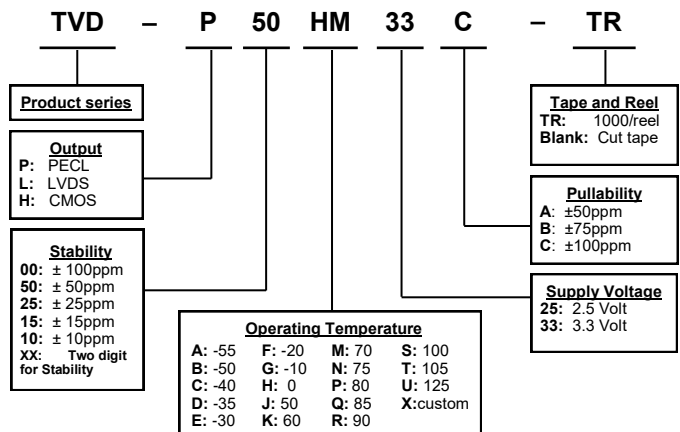 TVD – P 50 HM 33 C – TR
Product series
Output
P: PECL
L: LVDS
H: CMOS
Stability
00: ± 100ppm
50: ± 50ppm
25: ± 25ppm
15: ± 15ppm
10: ± 10ppm
XX: Two digit
for Stability
Operating Temperature
A: -55 F: -20 M: 70 S: 100
B: -50 G: -10 N: 75 T: 105
C: -40 H: 0 P: 80 U: 125
D: -35 J: 50 Q: 85 X:custom
E: -30 K: 60 R: 90
Tape and Reel
TR: 1000/reel
Blank: Cut tape
Pullability
A: ±50ppm
B: ±75ppm
C: ±100ppm
Supply Voltage
25: 2.5 Volt
33: 3.3 Volt